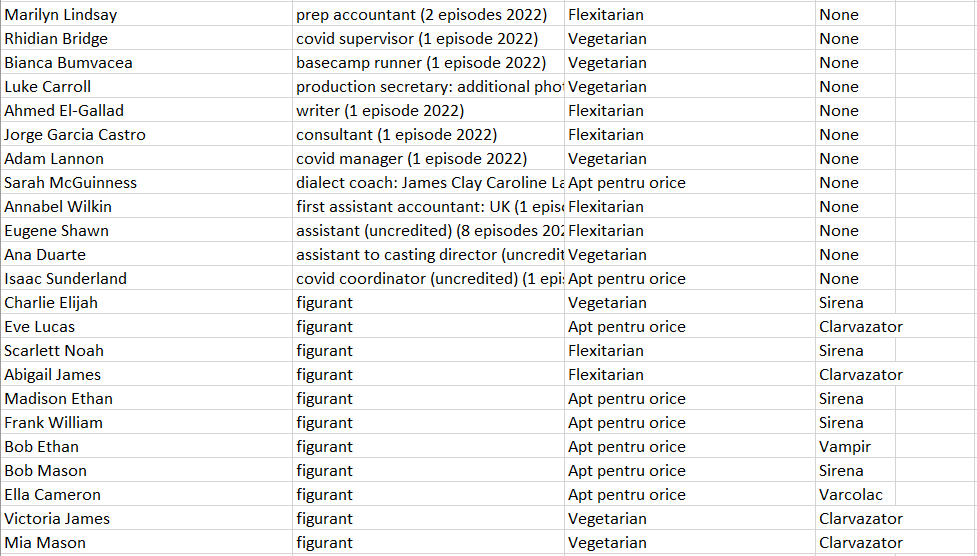 Marilyn Lindsay prep accountant (2 episodes 2022) Flexitarian None
Rhidian Bridge covid supervisor (1 episode 2022) Vegetarian None
Bianca Bumvacea basecamp runner (1 episode 2022) Vegetarian None
Luke Carroll production secretary: additional phot Vegetarian None
Ahmed El-Gallad writer (1 episode 2022) Flexitarian None
Jorge Garcia Castro consultant (1 episode 2022) Flexitarian None
Adam Lannon covid manager (1 episode 2022) Vegetarian None
Sarah McGuinness dialect coach: James Clay Caroline La Apt pentru orice None
Annabel Wilkin first assistant accountant: UK (1 episo Flexitarian None
Eugene Shawn assistant (uncredited) (8 episodes 202 Flexitarian None
Ana Duarte assistant to casting director (uncredit Vegetarian None
Isaac Sunderland covid coordinator (uncredited) (1 epis Apt pentru orice None
Charlie Elijah figurant Vegetarian Sirena
Eve Lucas figurant Apt pentru orice Clarvazator
Scarlett Noah figurant Flexitarian Sirena
Abigail James figurant Flexitarian Clarvazator
Madison Ethan figurant Apt pentru orice Sirena
Frank William figurant Apt pentru orice Sirena
Bob Ethan figurant Apt pentru orice Vampir
Bob Mason figurant Apt pentru orice Sirena
Ella Cameron figurant Apt pentru orice Varcolac
Victoria James figurant Vegetarian Clarvazator
Mia Mason figurant Vegetarian Clarvazator